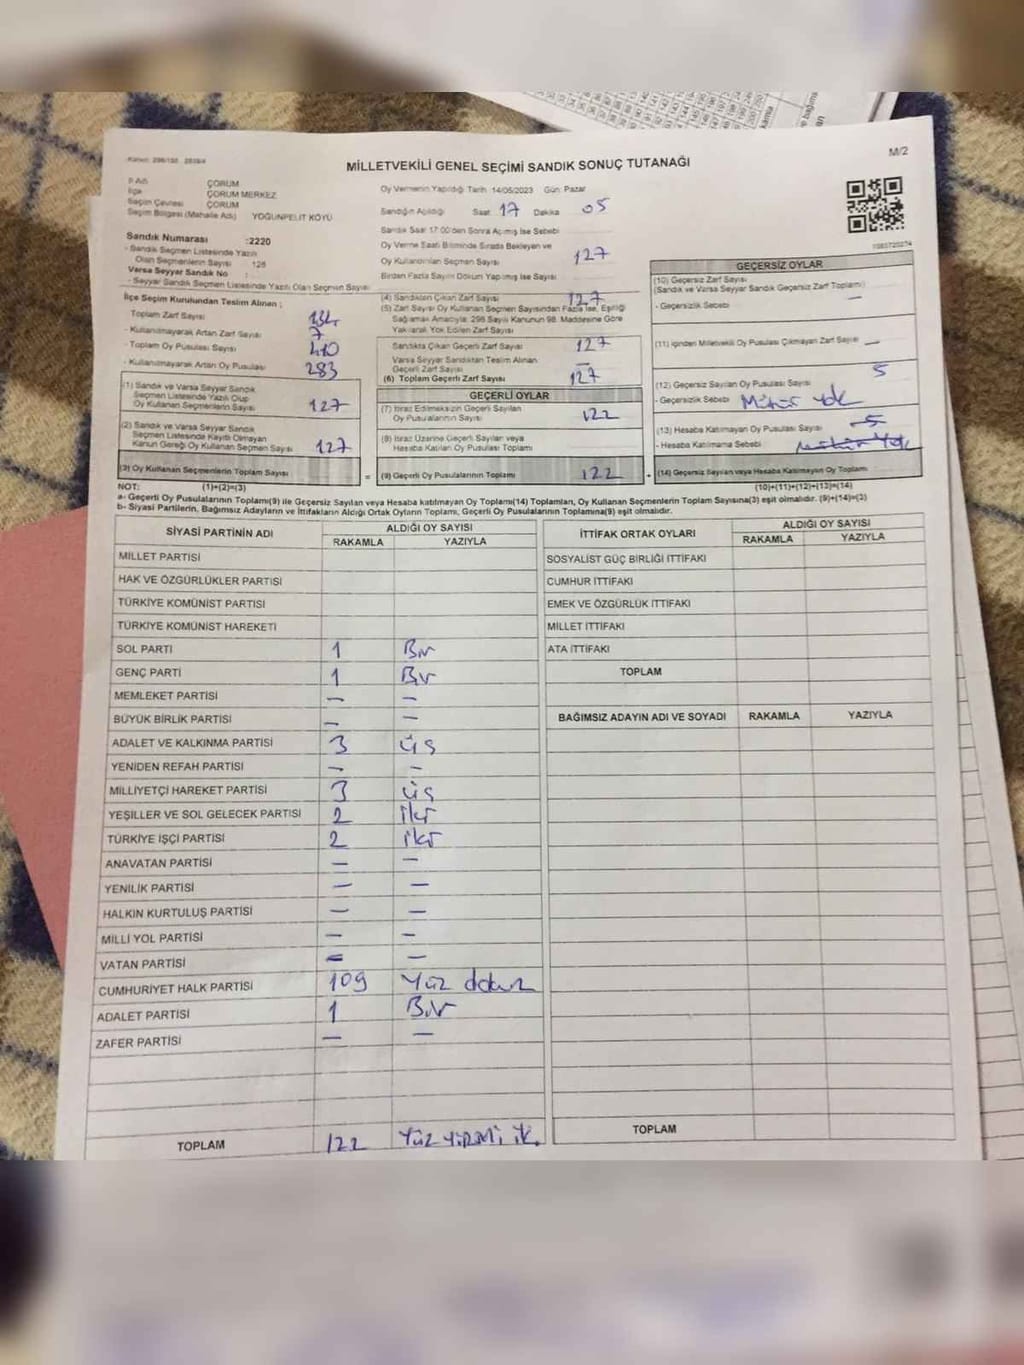 M/2
MİLLETVEKİLİ GENEL SEÇİMİ SANDIK SONUÇ TUTANAĞI
İl Adı ÇORUM
İlçe ÇORUM MERKEZ
Seçim Çevresi ÇORUM
Seçim Bölgesi (Mahalle Adı) YOĞUNPELİT KÖYÜ
Sandık Numarası :2220
- Sandık Seçmen Listesinde Yazılı
Olan Seçmenlerin Sayısı 126
Varsa Seyyar Sandık No :
- Seyyar Sandık Seçmen Listesinde Yazılı Olan Seçmen Sayısı
Oy Vermenin Yapıldığı Tarih 14/05/2023 Gün: Pazar
Sandığın Açıldığı Saat 17 Dakika 05
Sandık Saat 17:00'den Sonra Açılmış İse Sebebi
Oy Verme Saati Bitiminde Sırada Bekleyen ve
Oy Kullandırılan Seçmen Sayısı 127
Birden Fazla Sayım Döküm Yapılmış İse Sayısı
İlçe Seçim Kurulundan Teslim Alınan ;
Toplam Zarf Sayısı 134
- Kullanılmayarak Artan Zarf Sayısı 7
- Toplam Oy Pusulası Sayısı 410
- Kullanılmayarak Artan Oy Pusulası 283
(1) Sandık ve Varsa Seyyar Sandık
Seçmen Listesinde Yazılı Olup
Oy Kullanan Seçmenlerin Sayısı 127
(2) Sandık ve Varsa Seyyar Sandık
Seçmen Listesinde Kayıtlı Olmayan
Kanun Gereği Oy Kullanan Seçmen Sayısı 127
(3) Oy Kullanan Seçmenlerin Toplam Sayısı
(4) Sandıktan Çıkan Zarf Sayısı 127
(5) Zarf Sayısı Oy Kullanan Seçmen Sayısından Fazla İse, Eşitliği
Sağlamak Amacıyla, 298 Sayılı Kanunun 98. Maddesine Göre
Yakılarak Yok Edilen Zarf Sayısı
Sandıkta Çıkan Geçerli Zarf Sayısı 127
Varsa Seyyar Sandıktan Teslim Alınan
Geçerli Zarf Sayısı —
(6) Toplam Geçerli Zarf Sayısı 127
GEÇERLİ OYLAR
(7) İtiraz Edilmeksizin Geçerli Sayılan
Oy Pusulalarının Sayısı 122
(8) İtiraz Üzerine Geçerli Sayılan veya
Hesaba Katılan Oy Pusulaları Toplamı
= (9) Geçerli Oy Pusulalarının Toplamı 122
GEÇERSİZ OYLAR
(10) Geçersiz Zarf Sayısı
(Sandık ve Varsa Seyyar Sandık Geçersiz Zarf Toplamı)
- Geçersizlik Sebebi —
(11) İçinden Milletvekili Oy Pusulası Çıkmayan Zarf Sayısı —
(12) Geçersiz Sayılan Oy Pusulası Sayısı 5
- Geçersizlik Sebebi Mühür Yok
(13) Hesaba Katılmayan Oy Pusulası Sayısı 5
- Hesaba Katılmama Sebebi Mühür Yok
+ (14) Geçersiz Sayılan veya Hesaba Katılmayan Oy Toplamı
NOT: (1)+(2)=(3) (10)+(11)+(12)+(13)=(14)
a- Geçerli Oy Pusulalarının Toplamı(9) ile Geçersiz Sayılan veya Hesaba katılmayan Oy Toplamı(14) Toplamları, Oy Kullanan Seçmenlerin Toplam Sayısına(3) eşit olmalıdır. (9)+(14)=(3)
b- Siyasi Partilerin, Bağımsız Adayların ve İttifakların Aldığı Ortak Oyların Toplamı, Geçerli Oy Pusulalarının Toplamına(9) eşit olmalıdır.
SİYASİ PARTİNİN ADI ALDIĞI OY SAYISI
RAKAMLA YAZIYLA
MİLLET PARTİSİ
HAK VE ÖZGÜRLÜKLER PARTİSİ
TÜRKİYE KOMÜNİST PARTİSİ
TÜRKİYE KOMÜNİST HAREKETİ
SOL PARTİ 1 Bir
GENÇ PARTİ 1 Bir
MEMLEKET PARTİSİ — —
BÜYÜK BİRLİK PARTİSİ — —
ADALET VE KALKINMA PARTİSİ 3 üç
YENİDEN REFAH PARTİSİ — —
MİLLİYETÇİ HAREKET PARTİSİ 3 üç
YEŞİLLER VE SOL GELECEK PARTİSİ 2 iki
TÜRKİYE İŞÇİ PARTİSİ 2 iki
ANAVATAN PARTİSİ — —
YENİLİK PARTİSİ — —
HALKIN KURTULUŞ PARTİSİ — —
MİLLİ YOL PARTİSİ — —
VATAN PARTİSİ — —
CUMHURİYET HALK PARTİSİ 109 Yüz dokuz
ADALET PARTİSİ 1 Bir
ZAFER PARTİSİ — —
TOPLAM 122 Yüz yirmi iki
İTTİFAK ORTAK OYLARI ALDIĞI OY SAYISI
RAKAMLA YAZIYLA
SOSYALİST GÜÇ BİRLİĞİ İTTİFAKI
CUMHUR İTTİFAKI
EMEK VE ÖZGÜRLÜK İTTİFAKI
MİLLET İTTİFAKI
ATA İTTİFAKI
TOPLAM
BAĞIMSIZ ADAYIN ADI VE SOYADI RAKAMLA YAZIYLA
TOPLAM